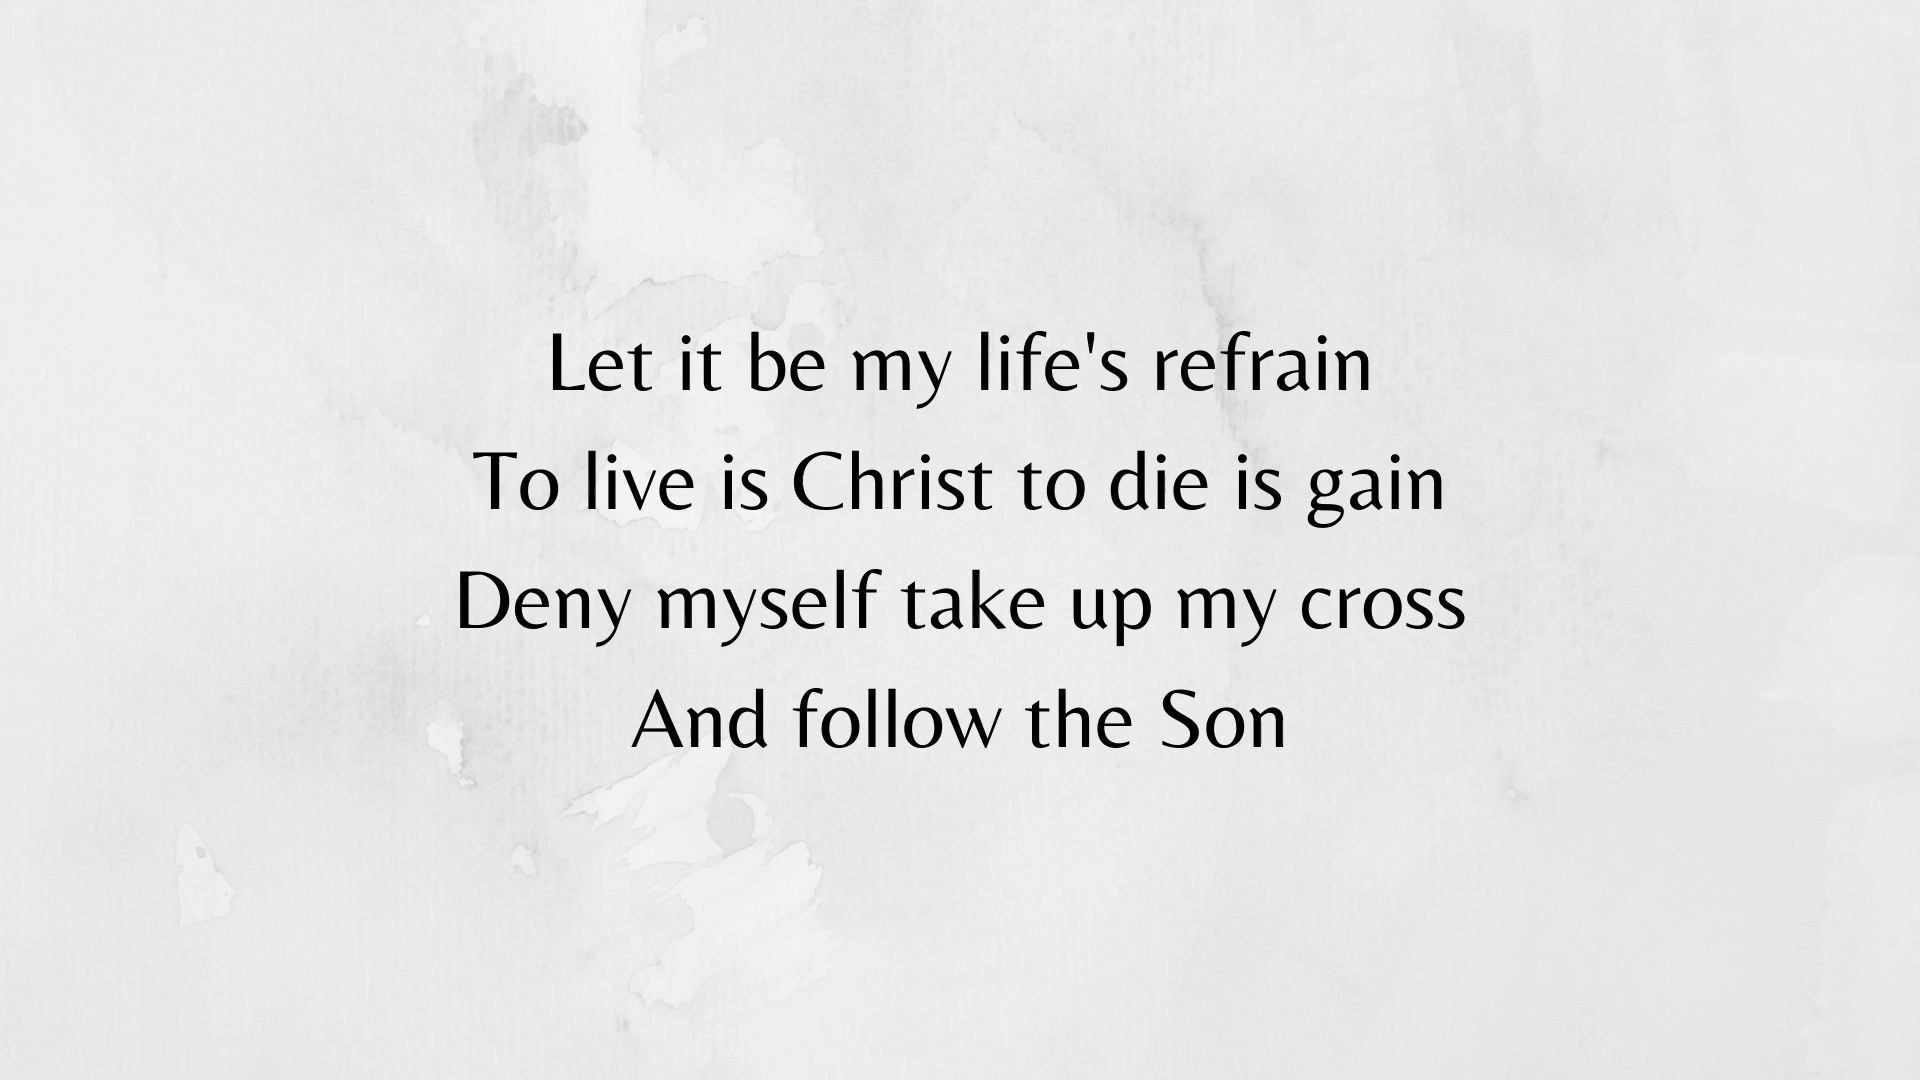 Let it be my life's refrain
To live is Christ to die is gain
Deny myself take up my cross
And follow the Son